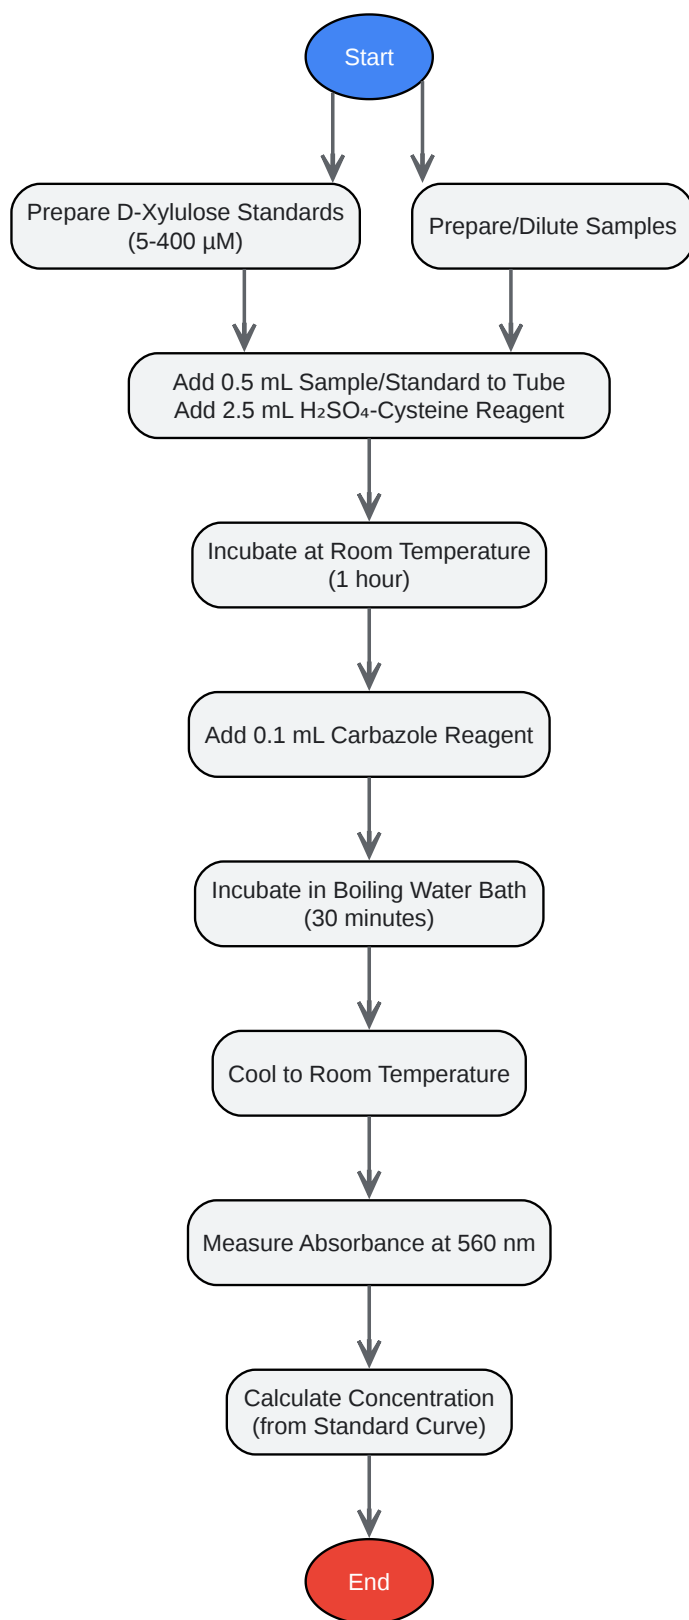 Start
Prepare D-Xylulose Standards
(5-400 µM)
Prepare/Dilute Samples
Add 0.5 mL Sample/Standard to Tube
Add 2.5 mL H₂SO₄-Cysteine Reagent
Incubate at Room Temperature
(1 hour)
Add 0.1 mL Carbazole Reagent
Incubate in Boiling Water Bath
(30 minutes)
Cool to Room Temperature
Measure Absorbance at 560 nm
Calculate Concentration
(from Standard Curve)
End